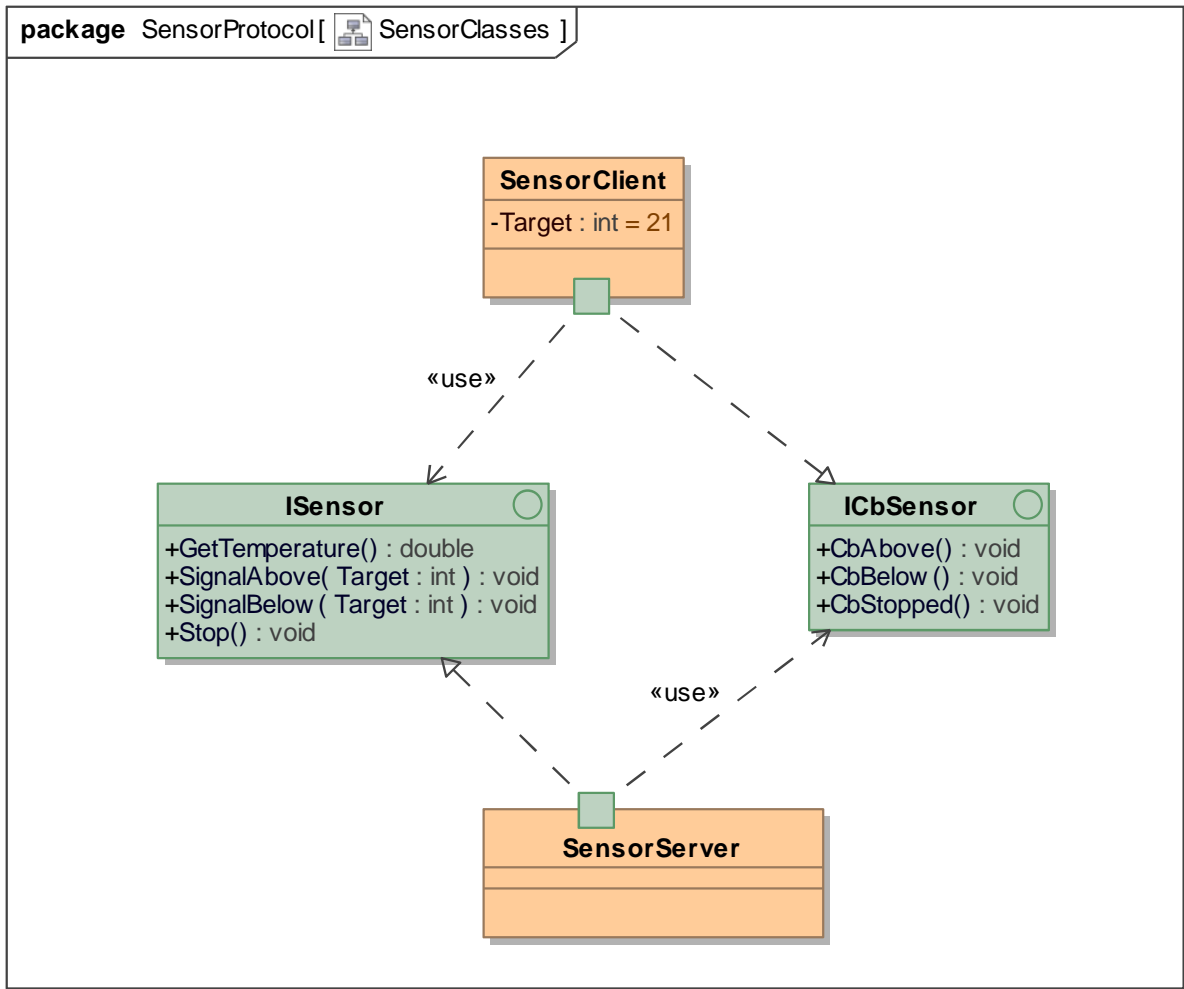 package SensorProtocol[ SensorClasses ]
SensorClient
-Target : int = 21
«use»
ISensor
+GetTemperature() : double
+SignalAbove( Target : int ) : void
+SignalBelow ( Target : int ) : void
+Stop() : void
ICbSensor
+CbAbove() : void
+CbBelow () : void
+CbStopped() : void
«use»
SensorServer